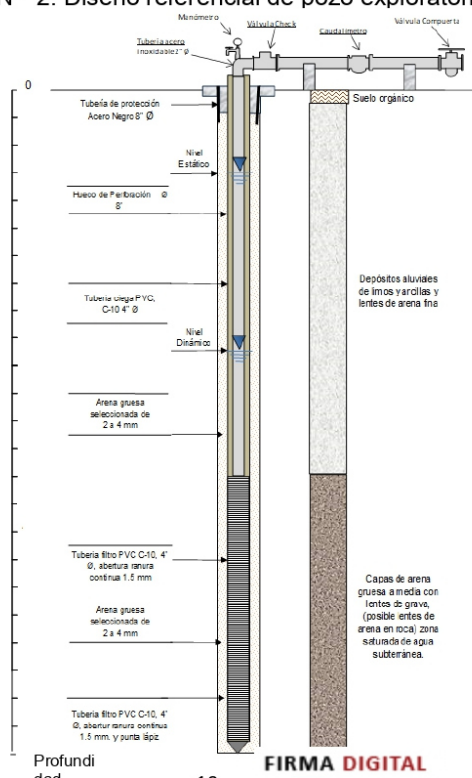 N° 2. Diseño referencial de pozo exploratori
Manómetro
Válvula Check
Caudalímetro
Válvula Compuerta
Tubería acero
inoxidable 2" Ø
0
Suelo orgánico
Tubería de protección
Acero Negro 8" Ø
Nivel
Estático
Hueco de Perforación Ø
8"
Depósitos aluviales
de limos y arcillas y
lentes de arena fina
Tubería ciega PVC,
C-10 4" Ø
Nivel
Dinámico
Arena gruesa
seleccionada de
2 a 4 mm
Tubería filtro PVC C-10, 4"
Ø, abertura ranura
continua 1.5 mm
Capas de arena
gruesa a media con
lentes de grava,
(posible lentes de
arena en roca) zona
saturada de agua
subterránea.
Arena gruesa
seleccionada de
2 a 4 mm
Tubería filtro PVC C-10, 4"
Ø, abertur ranura continua
1.5 mm. y punta lápiz
Profundi
FIRMA DIGITAL